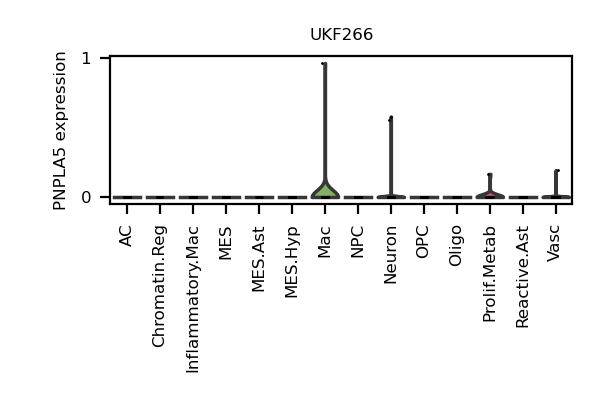 UKF266
PNPLA5 expression
1
0
AC
Chromatin.Reg
Inflammatory.Mac
MES
MES.Ast
MES.Hyp
Mac
NPC
Neuron
OPC
Oligo
Prolif.Metab
Reactive.Ast
Vasc